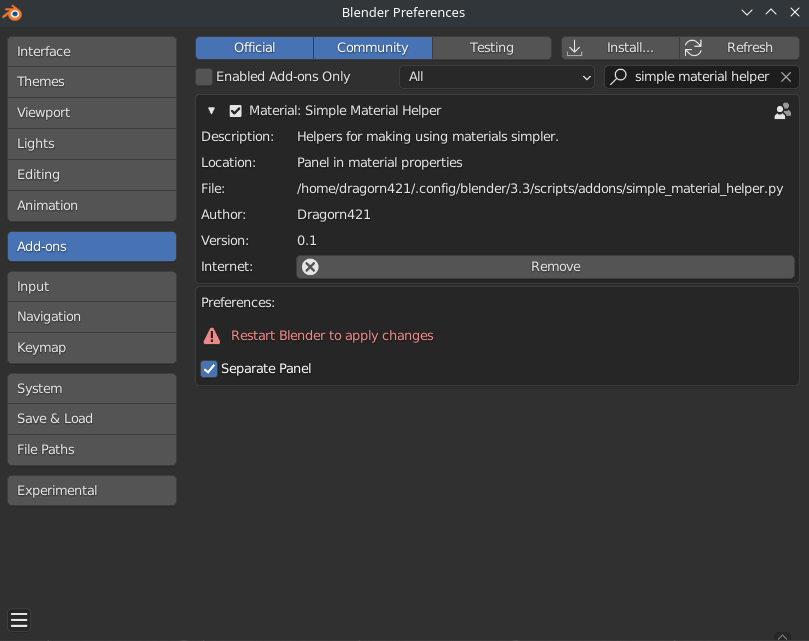 Blender Preferences
Interface
Themes
Viewport
Lights
Editing
Animation
Add-ons
Input
Navigation
Keymap
System
Save & Load
File Paths
Experimental
Official Community Testing Install... Refresh
Enabled Add-ons Only All simple material helper
Material: Simple Material Helper
Description: Helpers for making using materials simpler.
Location: Panel in material properties
File: /home/dragorn421/.config/blender/3.3/scripts/addons/simple_material_helper.py
Author: Dragorn421
Version: 0.1
Internet: Remove
Preferences:
Restart Blender to apply changes
Separate Panel